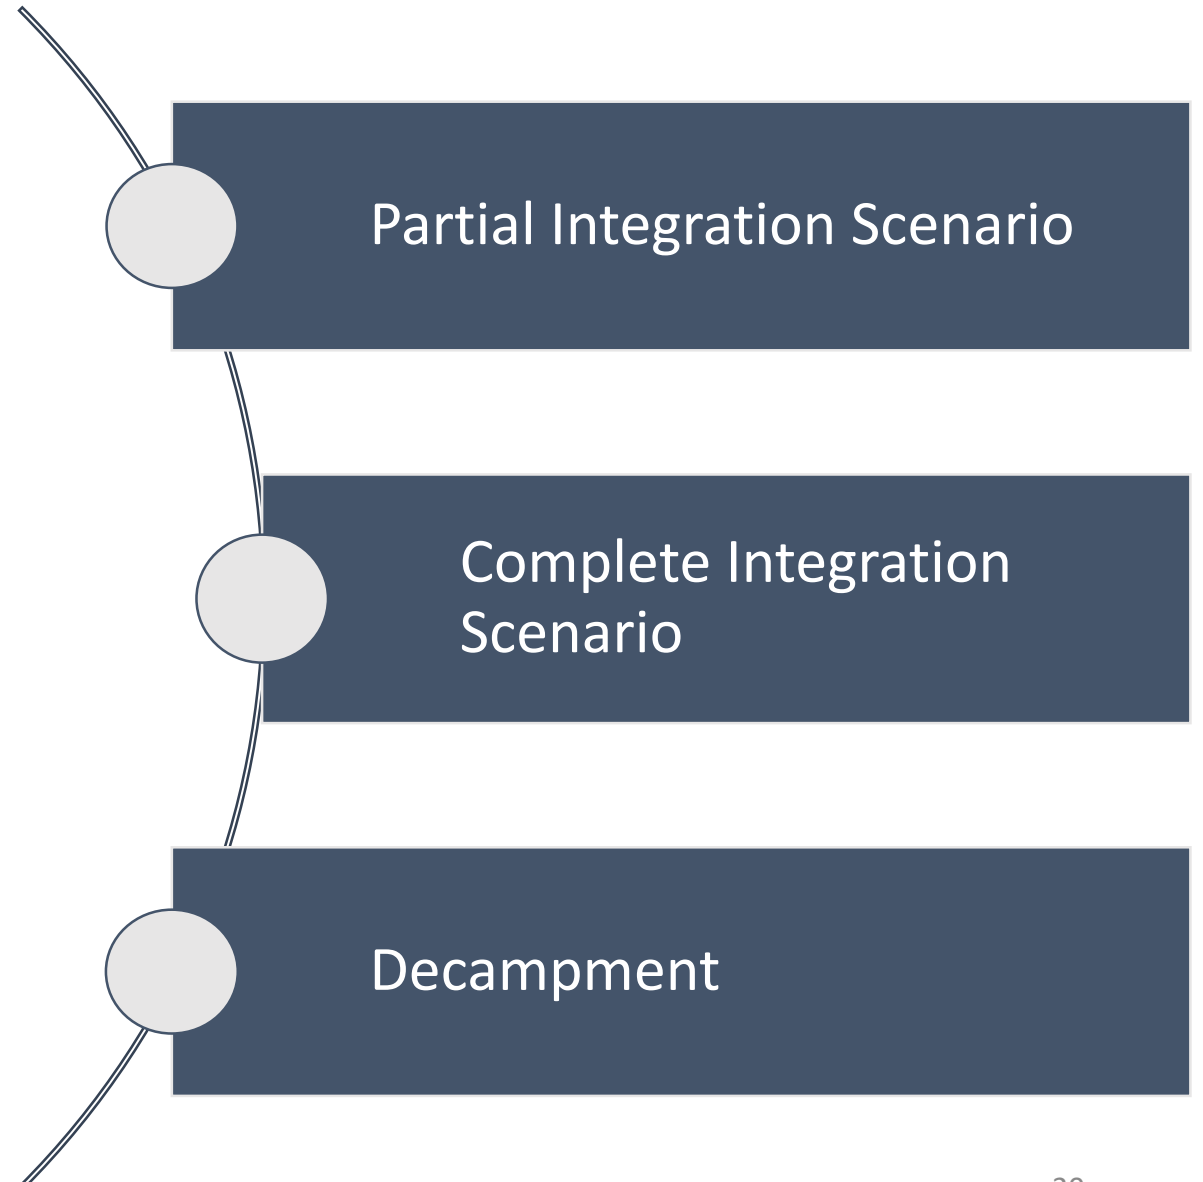 Partial Integration Scenario
Complete Integration
Scenario
Decampment